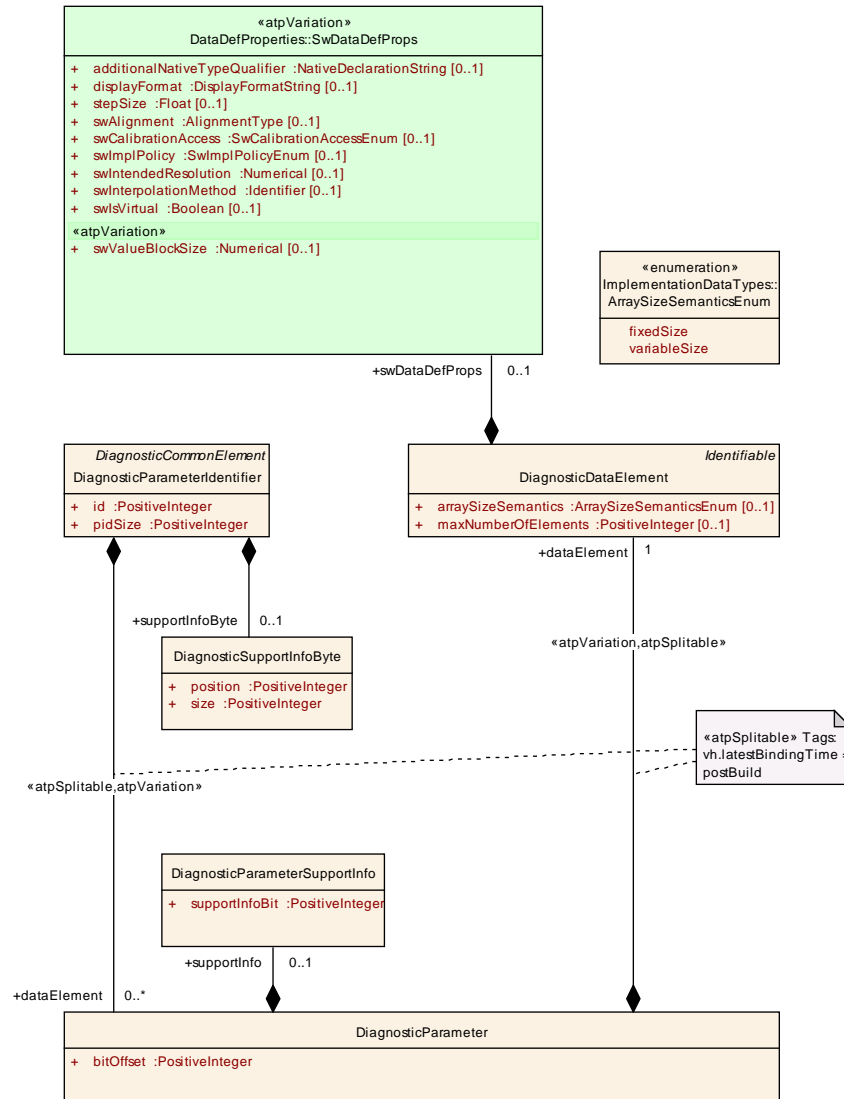 «atpVariation»
DataDefProperties::SwDataDefProps
+ additionalNativeTypeQualifier :NativeDeclarationString [0..1]
+ displayFormat :DisplayFormatString [0..1]
+ stepSize :Float [0..1]
+ swAlignment :AlignmentType [0..1]
+ swCalibrationAccess :SwCalibrationAccessEnum [0..1]
+ swImplPolicy :SwImplPolicyEnum [0..1]
+ swIntendedResolution :Numerical [0..1]
+ swInterpolationMethod :Identifier [0..1]
+ swIsVirtual :Boolean [0..1]
«atpVariation»
+ swValueBlockSize :Numerical [0..1]
«enumeration»
ImplementationDataTypes::
ArraySizeSemanticsEnum
fixedSize
variableSize
+swDataDefProps 0..1
DiagnosticCommonElement
DiagnosticParameterIdentifier
+ id :PositiveInteger
+ pidSize :PositiveInteger
Identifiable
DiagnosticDataElement
+ arraySizeSemantics :ArraySizeSemanticsEnum [0..1]
+ maxNumberOfElements :PositiveInteger [0..1]
+dataElement 1
+supportInfoByte 0..1
DiagnosticSupportInfoByte
+ position :PositiveInteger
+ size :PositiveInteger
«atpVariation,atpSplitable»
«atpSplitable» Tags:
vh.latestBindingTime =
postBuild
«atpSplitable,atpVariation»
DiagnosticParameterSupportInfo
+ supportInfoBit :PositiveInteger
+supportInfo 0..1
+dataElement 0..*
DiagnosticParameter
+ bitOffset :PositiveInteger